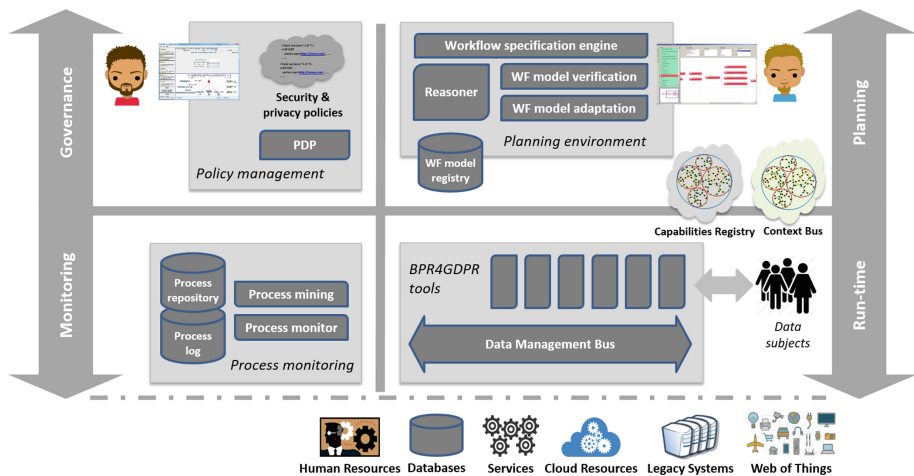 Governance
Security &
privacy policies
PDP
Policy management
Workflow specification engine
Reasoner
WF model verification
WF model adaptation
Planning environment
WF model
registry
Planning
Capabilities Registry
Context Bus
Monitoring
Process
repository
Process
log
Process mining
Process monitor
Process monitoring
BPR4GDPR
tools
Data Management Bus
Data
subjects
Run-time
Human Resources
Databases
Services
Cloud Resources
Legacy Systems
Web of Things